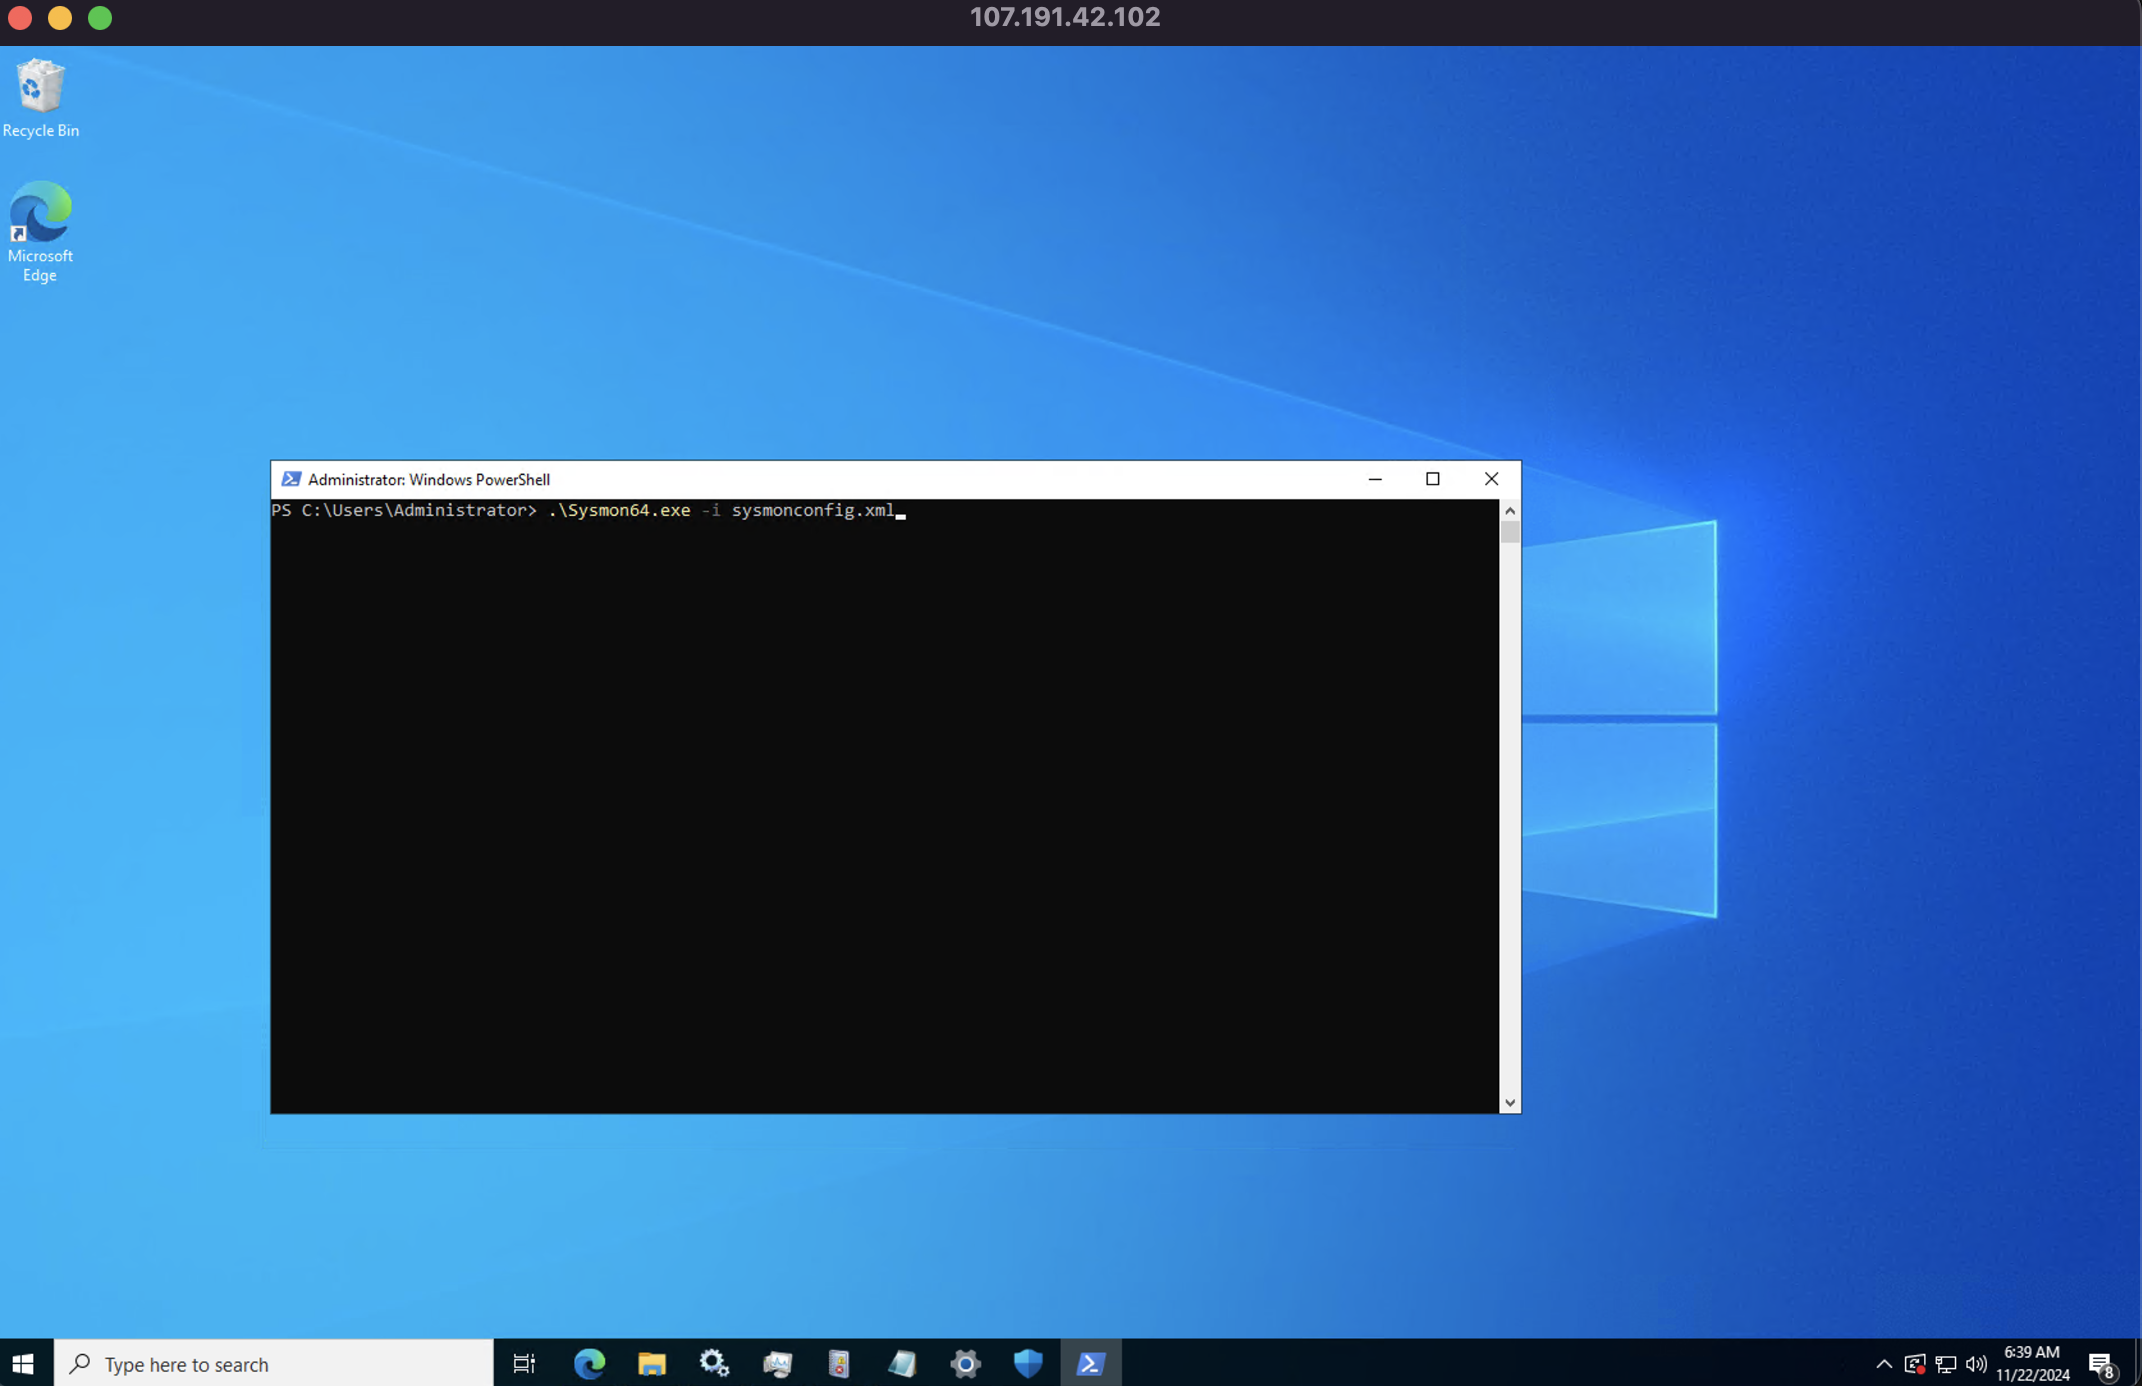 107.191.42.102
Recycle Bin
Microsoft
Edge
Administrator: Windows PowerShell
PS C:\Users\Administrator> .\Sysmon64.exe -i sysmonconfig.xml
Type here to search
6:39 AM
11/22/2024
8